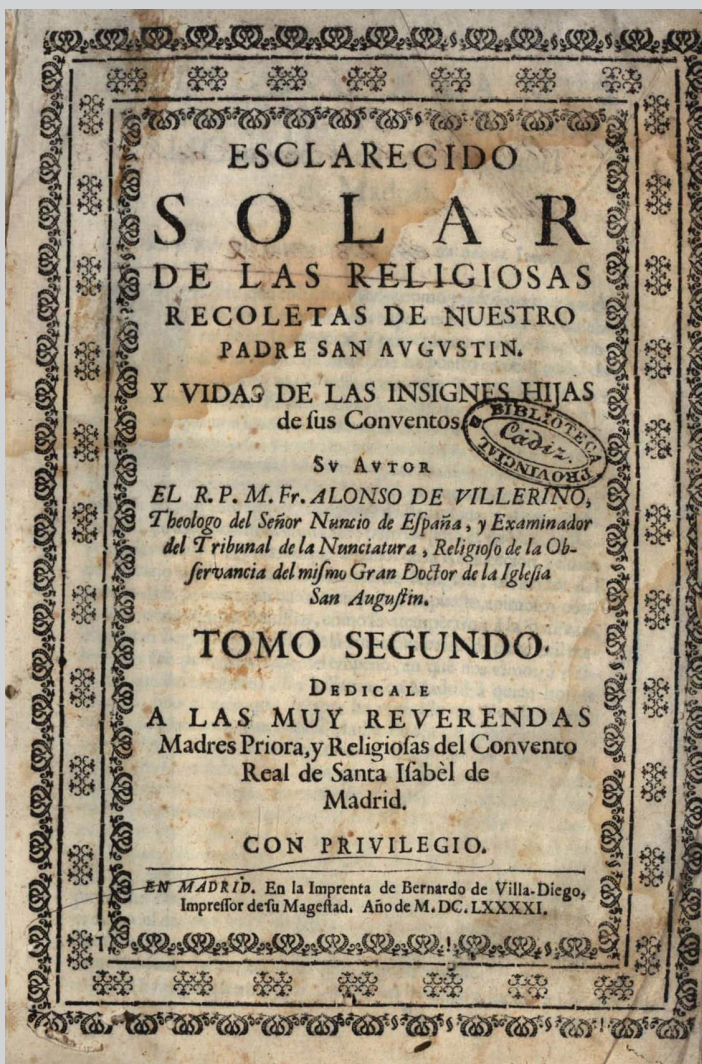 ESCLARECIDO
SOLAR
DE LAS RELIGIOSAS
RECOLETAS DE NUESTRO
PADRE SAN AVGVSTIN.
Y VIDAS DE LAS INSIGNES HIJAS
de ſus Conventos.
BIBLIOTECA
Cádiz.
PROVINCIAL
SV AVTOR
EL R. P. M. Fr. ALONSO DE VILLERINO,
Theologo del Señor Nuncio de Eſpaña, y Examinador
del Tribunal de la Nunciatura, Religioſo de la Ob-
ſervancia del miſmo Gran Doctor de la Igleſia
San Auguſtin.
TOMO SEGUNDO.
DEDICALE
A LAS MUY REVERENDAS
Madres Priora, y Religioſas del Convento
Real de Santa Iſabèl de
Madrid.
CON PRIVILEGIO.
EN MADRID. En la Imprenta de Bernardo de Villa-Diego,
Impreſſor de ſu Mageſtad. Año de M. DC. LXXXXI.